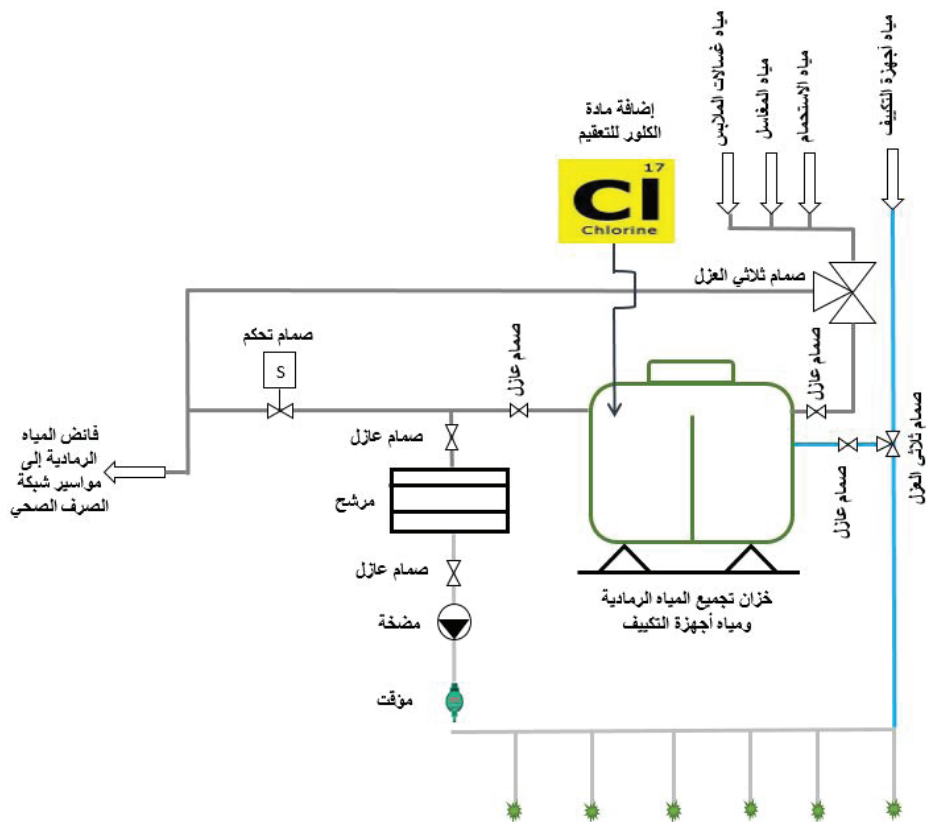 مياه أجهزة التكييف
مياه الاستحمام
مياه المغاسل
مياه غسالات الملابس
إضافة مادة
الكلور للتعقيم
17
Cl
Chlorine
صمام ثلاثي العزل
صمام تحكم
S
صمام عازل
صمام عازل
صمام ثلاثي العزل
صمام عازل
صمام عازل
فائض المياه
الرمادية إلى
مواسير شبكة
الصرف الصحي
مرشح
صمام عازل
خزان تجميع المياه الرمادية
ومياه أجهزة التكييف
مضخة
مؤقت